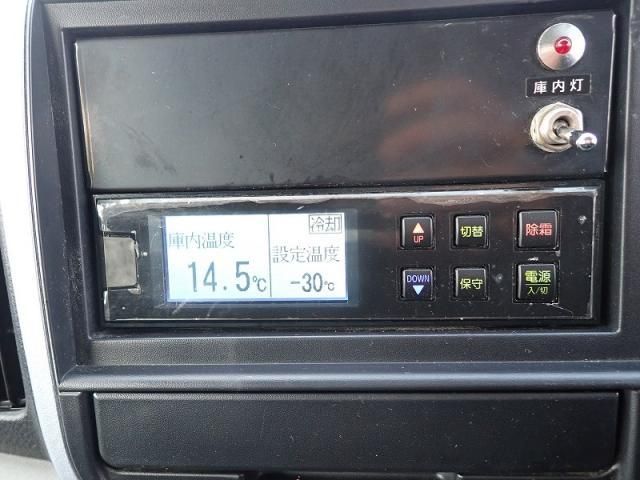 庫内灯
庫内温度
14.5℃
冷却
設定温度
-30℃
▲
UP
切替
除霜
DOWN
▼
保守
電源
入/切